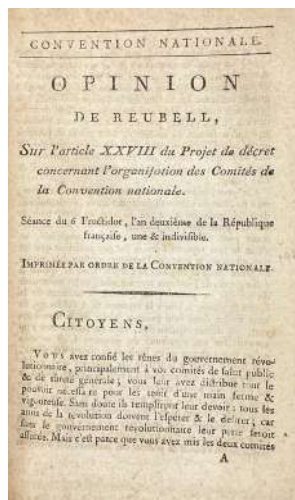 CONVENTION NATIONALE.
OPINION
DE REUBELL,
Sur l'article XXVIII du Projet de décret
concernant l'organisation des Comités de
la Convention nationale.
Séance du 6 Fructidor, l'an deuxième de la République
française, une & indivisible.
IMPRIMÉE PAR ORDRE DE LA CONVENTION NATIONALE.
CITOYENS,
Vous avez confié les rênes du gouvernement révo-
lutionnaire, principalement à vos comités de salut public
& de sûreté générale ; vous leur avez distribué tout le
pouvoir nécessaire pour les tenir d'une main ferme &
vigoureuse. Sans doute ils rempliront leur devoir : tous les
amis de la révolution doivent l'espérer & le desirer ; car
sans le gouvernement révolutionnaire leur perte seroit
assurée. Mais c'est parce que vous avez mis les deux comités
A